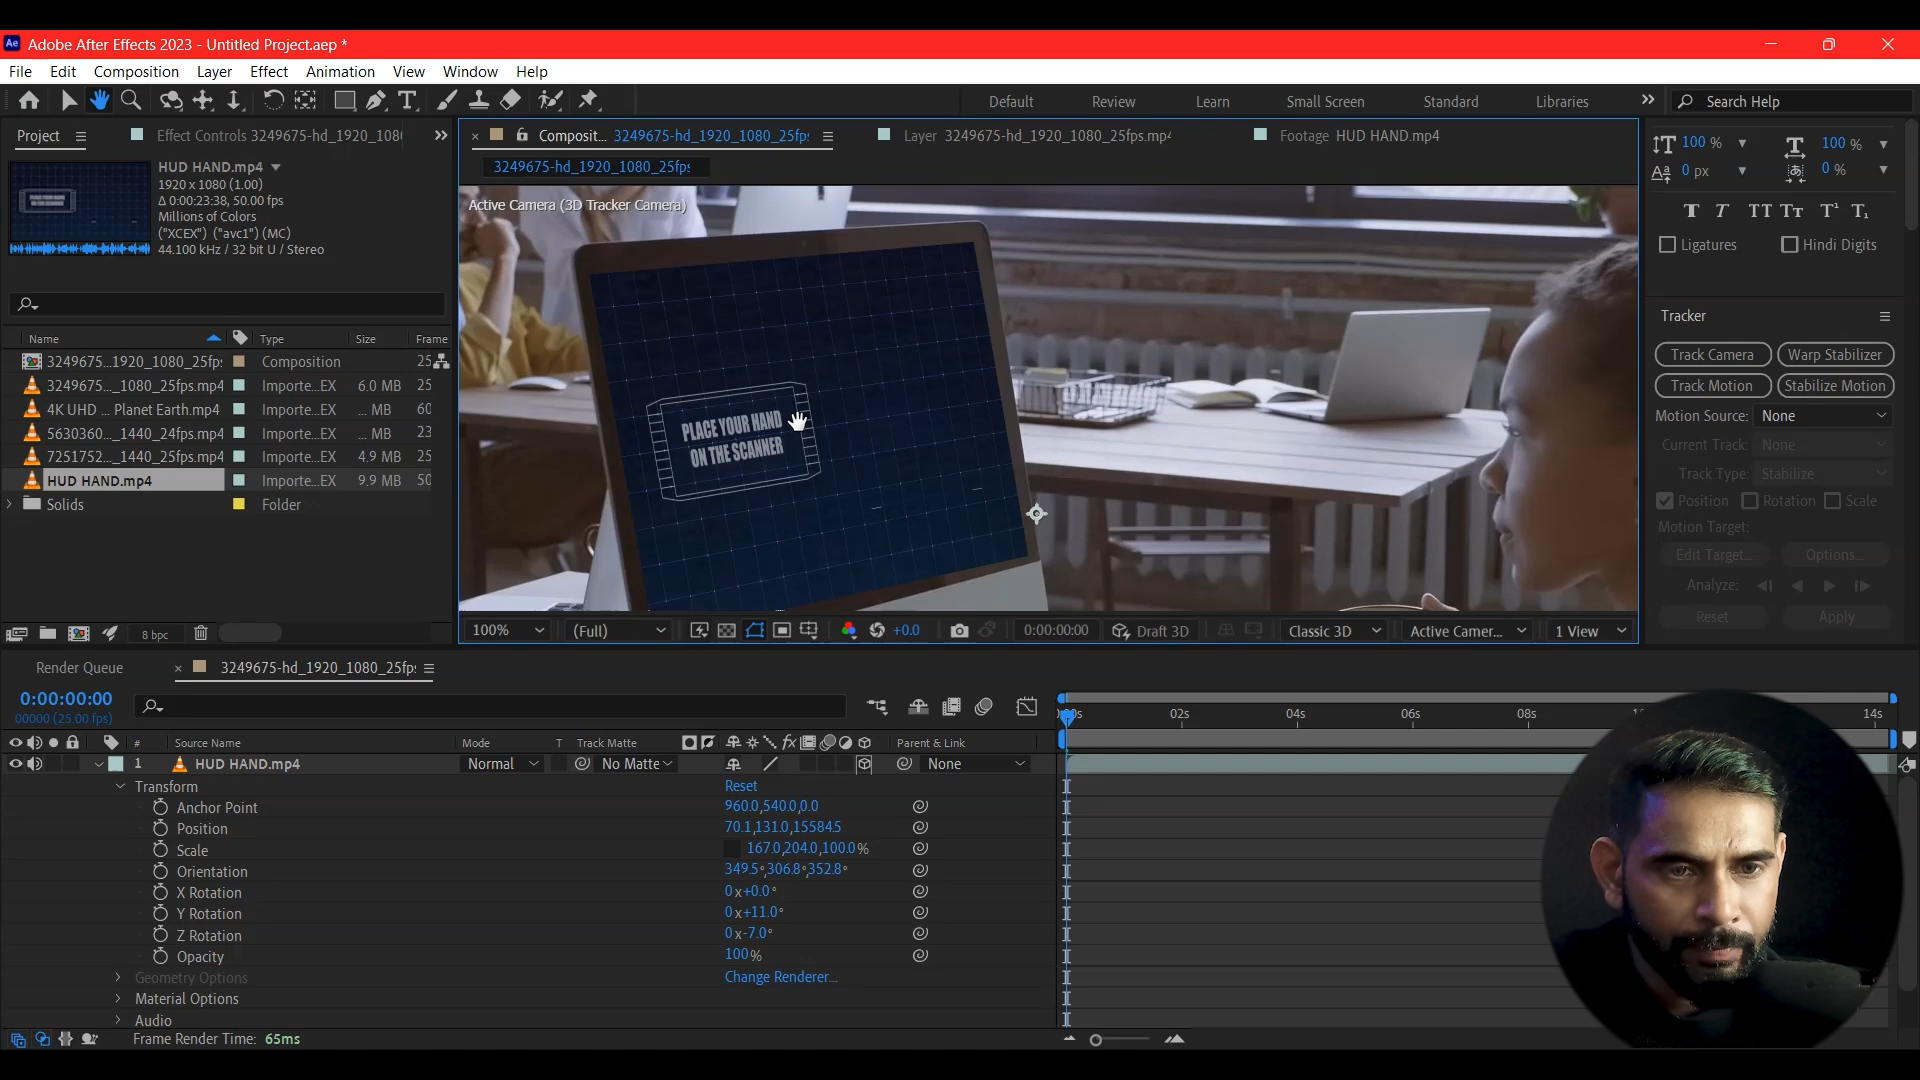 Ae Adobe After Effects 2023 - Untitled Project.aep *
File Edit Composition Layer Effect Animation View Window Help
Default Review Learn Small Screen Standard Libraries Search Help
Project Effect Controls 3249675-hd_1920_108(
Composit... 3249675-hd_1920_1080_25fp: Layer 3249675-hd_1920_1080_25fps.mp4 Footage HUD HAND.mp4
3249675-hd_1920_1080_25fps
HUD HAND.mp4
1920 x 1080 (1.00)
Δ 0:00:23:38, 50.00 fps
Millions of Colors
("XCEX") ("avc1") (MC)
44.100 kHz / 32 bit U / Stereo
Active Camera (3D Tracker Camera)
PLACE YOUR HAND
ON THE SCANNER
100 % 100 %
0 px 0 %
T T TT Tt T¹ T₁
Ligatures Hindi Digits
Tracker
Track Camera Warp Stabilizer
Track Motion Stabilize Motion
Motion Source: None
Current Track: None
Track Type: Stabilize
Position Rotation Scale
Motion Target:
Edit Target... Options...
Analyze:
Reset Apply
Name Type Size Frame
3249675...1920_1080_25fp: Composition 25
3249675..._1080_25fps.mp4 Importe...EX 6.0 MB 25
4K UHD ... Planet Earth.mp4 Importe...EX ... MB 60
5630360..._1440_24fps.mp4 Importe...EX ... MB 23
7251752..._1440_25fps.mp4 Importe...EX 4.9 MB 25
HUD HAND.mp4 Importe...EX 9.9 MB 50
Solids Folder
8 bpc
100% (Full) +0.0 0:00:00:00 Draft 3D Classic 3D Active Camer... 1 View
Render Queue 3249675-hd_1920_1080_25fp:
0:00:00:00
00000 (25.00 fps)
02s 04s 06s 08s 14s
# Source Name Mode T Track Matte fx Parent & Link
1 HUD HAND.mp4 Normal No Matte None
Transform Reset
Anchor Point 960.0,540.0,0.0
Position 70.1,131.0,15584.5
Scale 167.0,204.0,100.0%
Orientation 349.5°,306.8°,352.8°
X Rotation 0x+0.0°
Y Rotation 0x+11.0°
Z Rotation 0x-7.0°
Opacity 100%
Geometry Options Change Renderer...
Material Options
Audio
Frame Render Time: 65ms